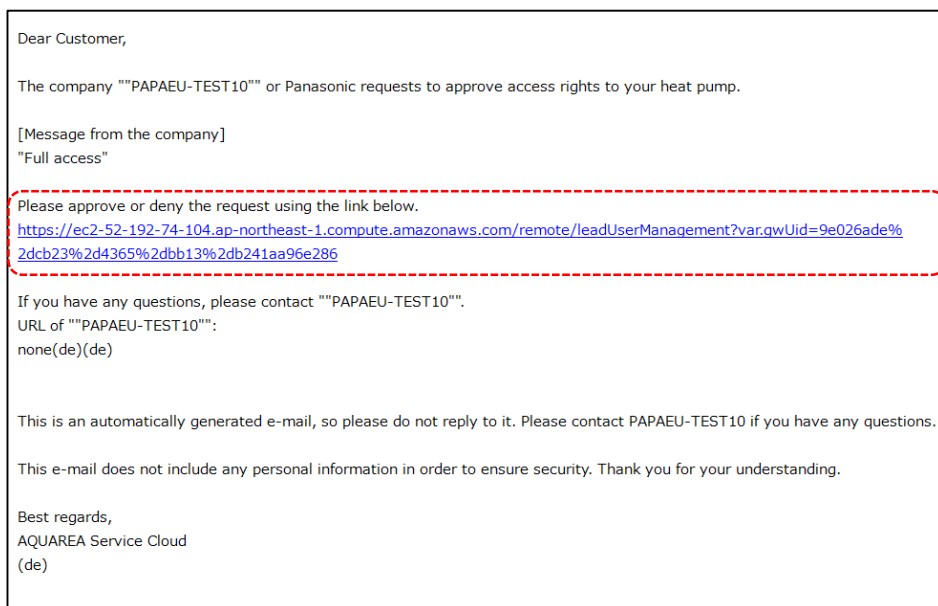 Dear Customer,
The company ""PAPAEU-TEST10"" or Panasonic requests to approve access rights to your heat pump.
[Message from the company]
"Full access"
Please approve or deny the request using the link below.
https://ec2-52-192-74-104.ap-northeast-1.compute.amazonaws.com/remote/leadUserManagement?var.gwUid=9e026ade%
2dcb23%2d4365%2dbb13%2db241aa96e286
If you have any questions, please contact ""PAPAEU-TEST10"".
URL of ""PAPAEU-TEST10"":
none(de)(de)
This is an automatically generated e-mail, so please do not reply to it. Please contact PAPAEU-TEST10 if you have any questions.
This e-mail does not include any personal information in order to ensure security. Thank you for your understanding.
Best regards,
AQUAREA Service Cloud
(de)